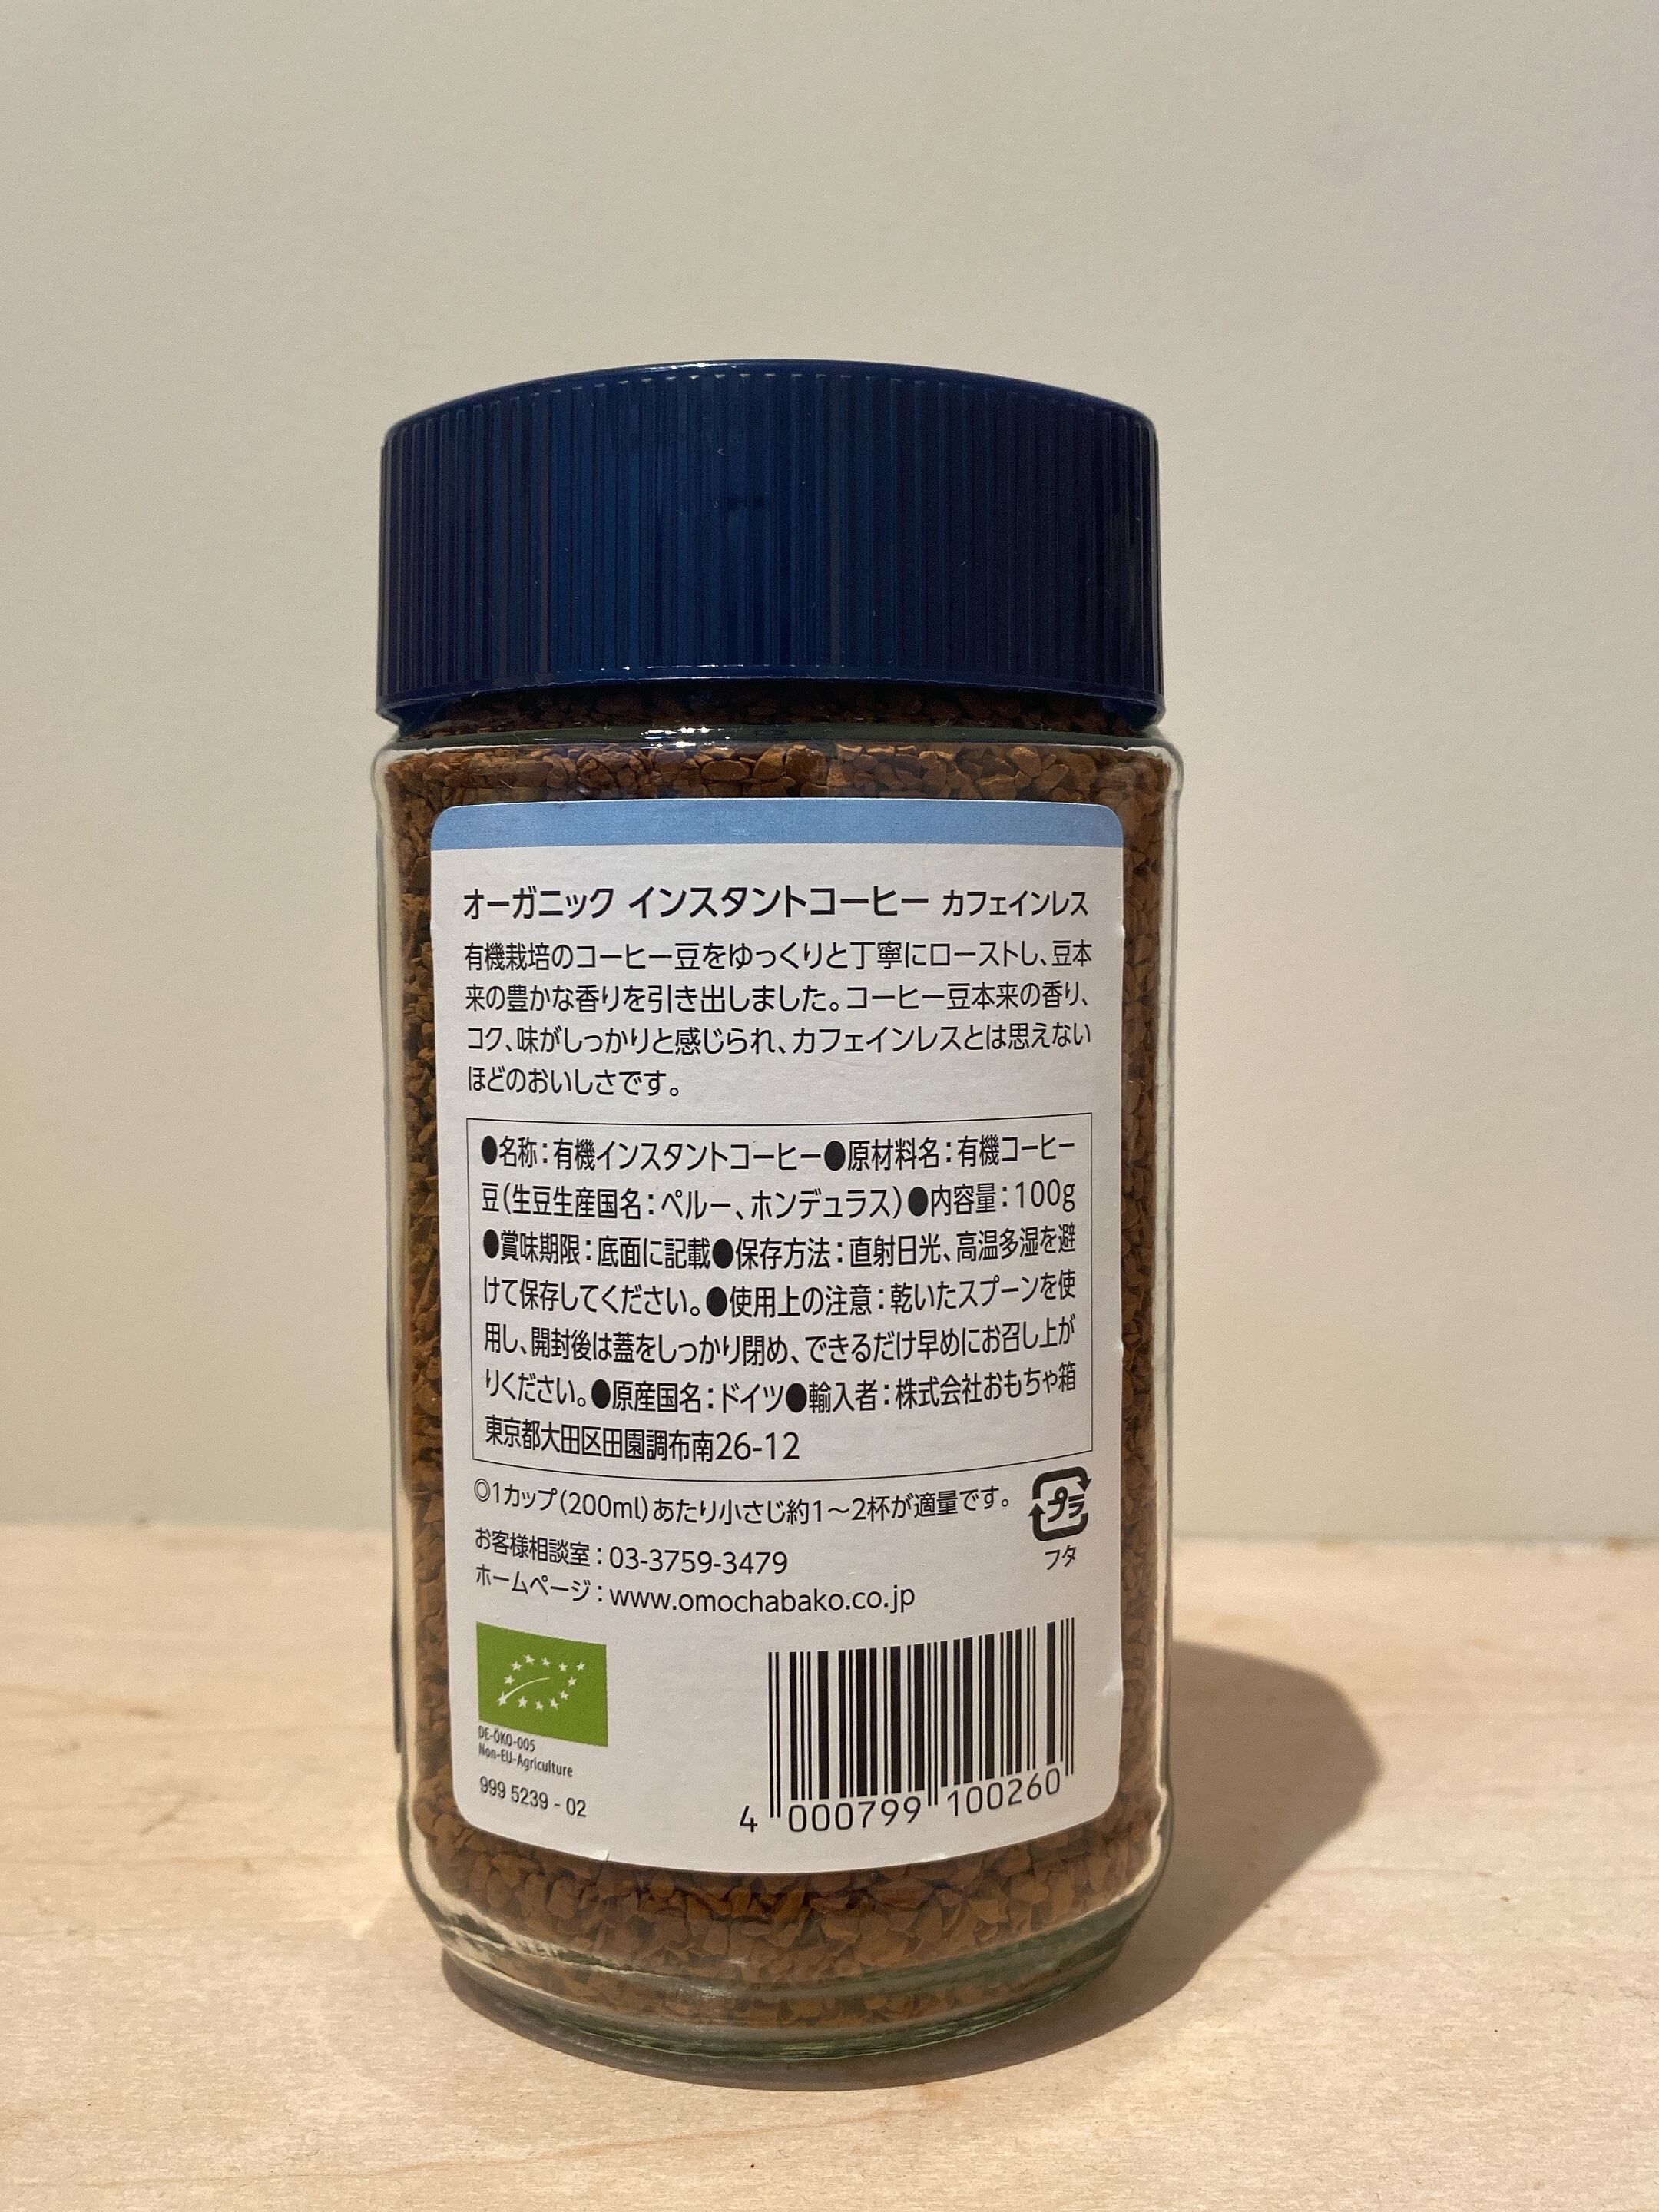 オーガニック インスタントコーヒー カフェインレス
有機栽培のコーヒー豆をゆっくりと丁寧にローストし、豆本
来の豊かな香りを引き出しました。コーヒー豆本来の香り、
コク、味がしっかりと感じられ、カフェインレスとは思えない
ほどのおいしさです。
●名称：有機インスタントコーヒー●原材料名：有機コーヒー
豆（生豆生産国名：ペルー、ホンデュラス）●内容量：100g
●賞味期限：底面に記載●保存方法：直射日光、高温多湿を避
けて保存してください。●使用上の注意：乾いたスプーンを使
用し、開封後は蓋をしっかり閉め、できるだけ早めにお召し上が
りください。●原産国名：ドイツ●輸入者：株式会社おもちゃ箱
東京都大田区田園調布南26-12
◎1カップ（200ml）あたり小さじ約1〜2杯が適量です。
プラ
フタ
お客様相談室：03-3759-3479
ホームページ：www.omochabako.co.jp
DE-ÖKO-005
Non-EU-Agriculture
999 5239 - 02
4 000799 100260